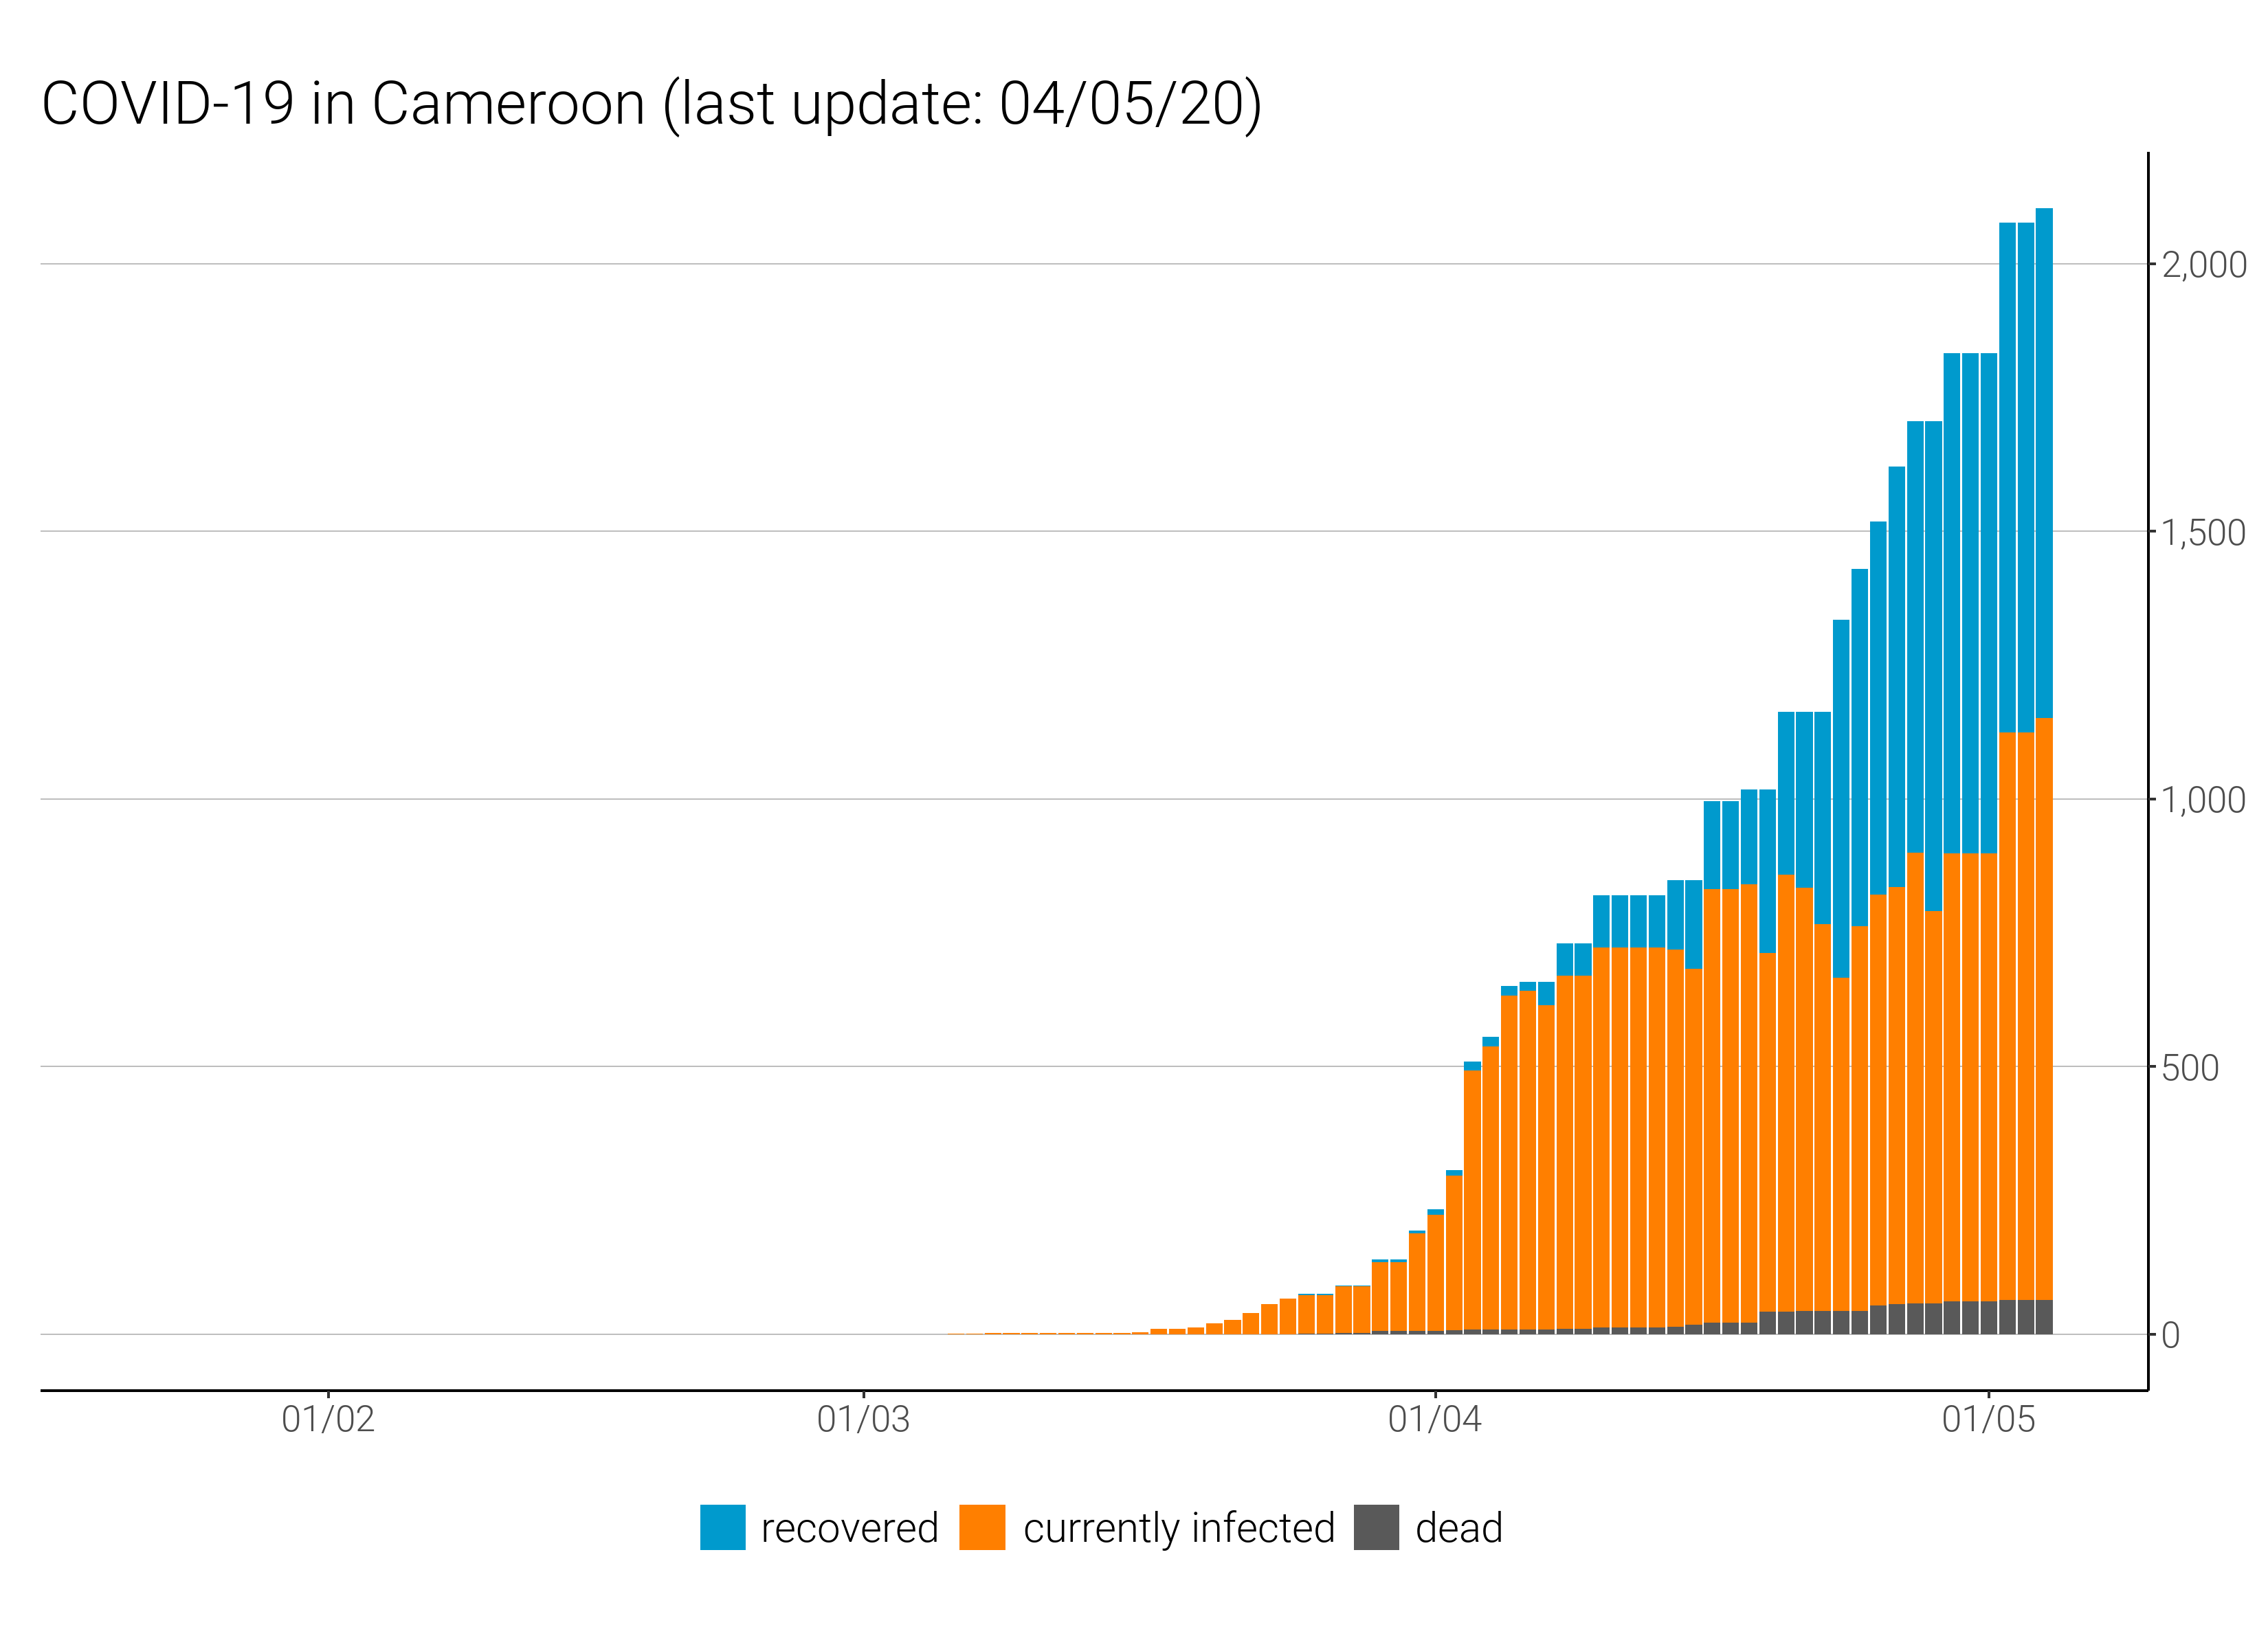 COVID-19 in Cameroon (last update: 04/05/20)
2,000
1,500
1,000
500
0
01/02 01/03 01/04 01/05
recovered currently infected dead